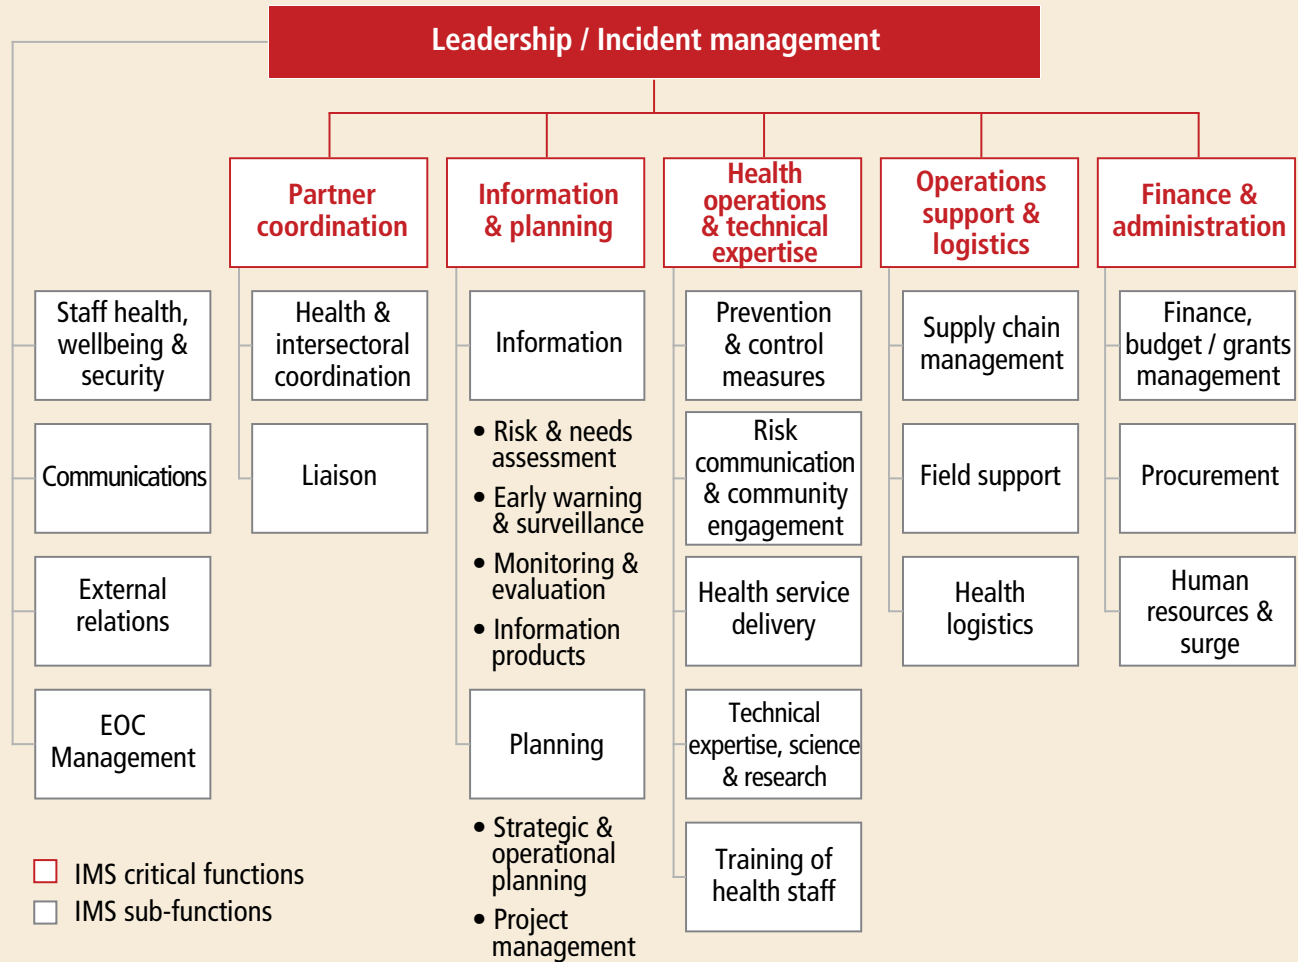 Leadership / Incident management
Partner
coordination
Information
& planning
Health
operations
& technical
expertise
Operations
support &
logistics
Finance &
administration
Staff health,
wellbeing &
security
Communications
External
relations
EOC
Management
Health &
intersectoral
coordination
Liaison
Information
• Risk & needs
assessment
• Early warning
& surveillance
• Monitoring &
evaluation
• Information
products
Planning
• Strategic &
operational
planning
• Project
management
Prevention
& control
measures
Risk
communication
& community
engagement
Health service
delivery
Technical
expertise, science
& research
Training of
health staff
Supply chain
management
Field support
Health
logistics
Finance,
budget / grants
management
Procurement
Human
resources &
surge
IMS critical functions
IMS sub-functions